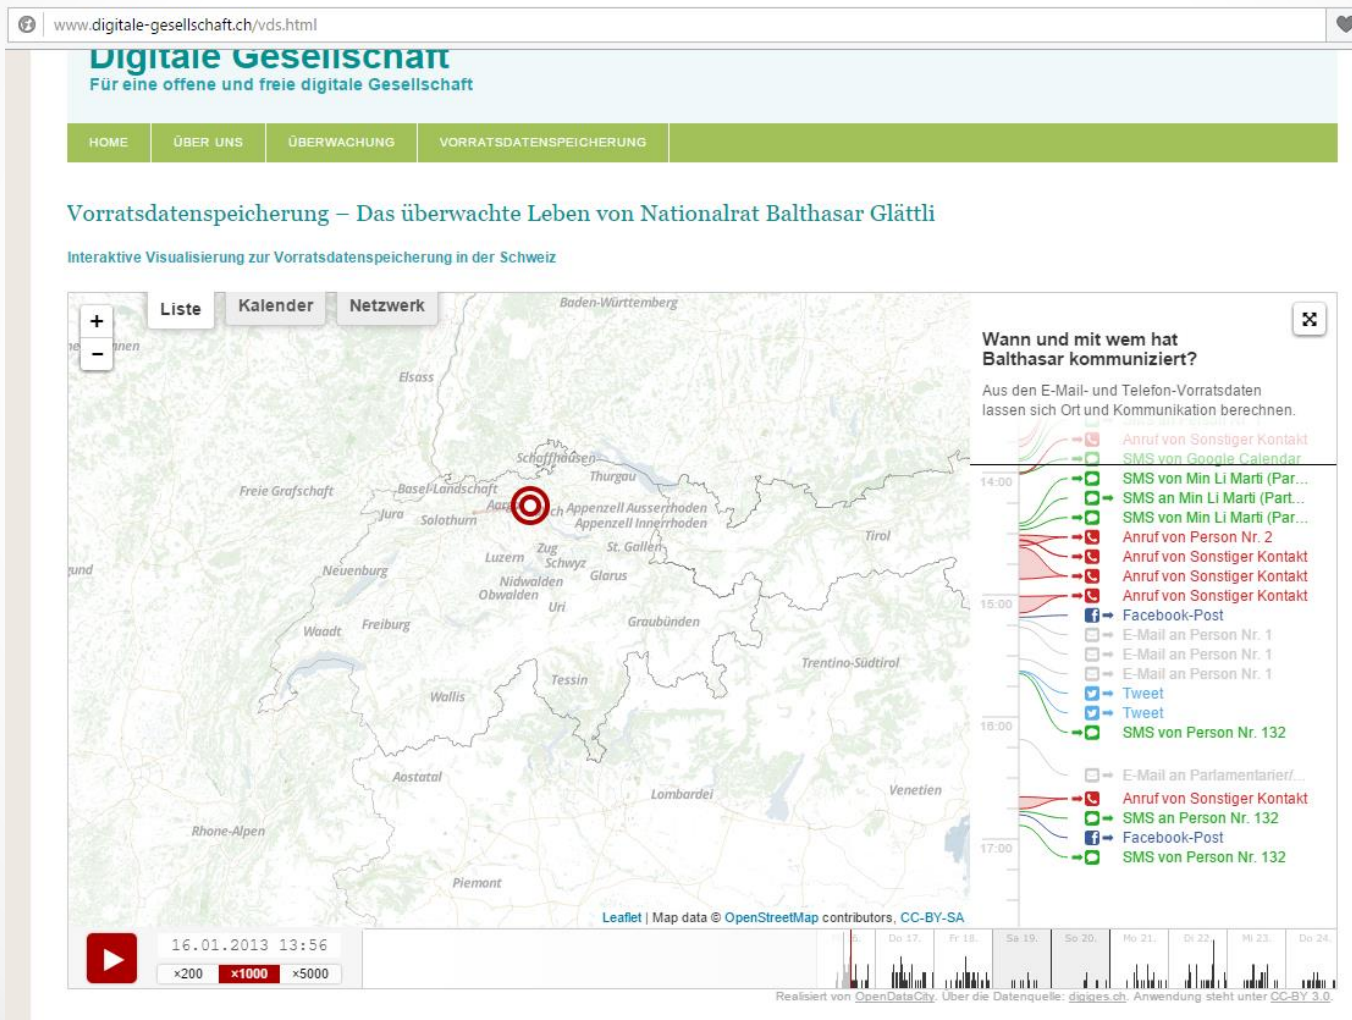 www.digitale-gesellschaft.ch/vds.html
Digitale Gesellschaft
Für eine offene und freie digitale Gesellschaft
HOME ÜBER UNS ÜBERWACHUNG VORRATSDATENSPEICHERUNG
Vorratsdatenspeicherung – Das überwachte Leben von Nationalrat Balthasar Glättli
Interaktive Visualisierung zur Vorratsdatenspeicherung in der Schweiz
+
−
Liste Kalender Netzwerk
Baden-Württemberg
Elsass
Schaffhausen
Thurgau
Freie Grafschaft
Basel-Landschaft
Jura
Solothurn
Appenzell Ausserrhoden
Appenzell Innerrhoden
Tirol
Zug
St. Gallen
Luzern
Schwyz
Neuenburg
Nidwalden
Glarus
Obwalden
Uri
Graubünden
Waadt
Freiburg
Trentino-Südtirol
Tessin
Wallis
Aostatal
Lombardei
Venetien
Rhone-Alpen
Piemont
Leaflet | Map data © OpenStreetMap contributors, CC-BY-SA
Wann und mit wem hat
Balthasar kommuniziert?
Aus den E-Mail- und Telefon-Vorratsdaten
lassen sich Ort und Kommunikation berechnen.
Anruf von Sonstiger Kontakt
SMS von Google Calendar
14:00
SMS von Min Li Marti (Par...
SMS an Min Li Marti (Part...
SMS von Min Li Marti (Par...
Anruf von Person Nr. 2
Anruf von Sonstiger Kontakt
Anruf von Sonstiger Kontakt
Anruf von Sonstiger Kontakt
15:00
Facebook-Post
E-Mail an Person Nr. 1
E-Mail an Person Nr. 1
E-Mail an Person Nr. 1
Tweet
Tweet
16:00
SMS von Person Nr. 132
E-Mail an Parlamentarier/...
Anruf von Sonstiger Kontakt
SMS an Person Nr. 132
Facebook-Post
17:00
SMS von Person Nr. 132
16.01.2013 13:56
×200 ×1000 ×5000
Do 17. Fr 18. Sa 19. So 20. Mo 21. Di 22. Mi 23. Do 24.
Realisiert von OpenDataCity. Über die Datenquelle: digiges.ch. Anwendung steht unter CC-BY 3.0.